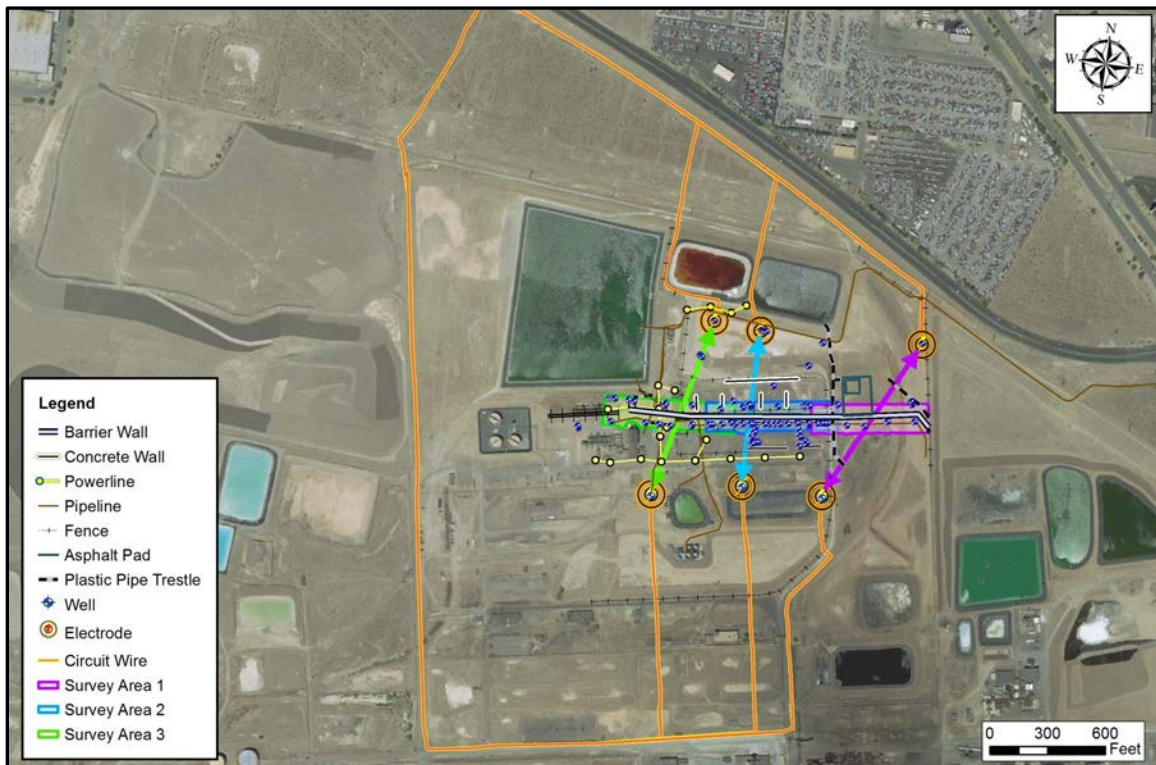 N
W
E
S
Legend
Barrier Wall
Concrete Wall
Powerline
Pipeline
Fence
Asphalt Pad
Plastic Pipe Trestle
Well
Electrode
Circuit Wire
Survey Area 1
Survey Area 2
Survey Area 3
0 300 600
Feet